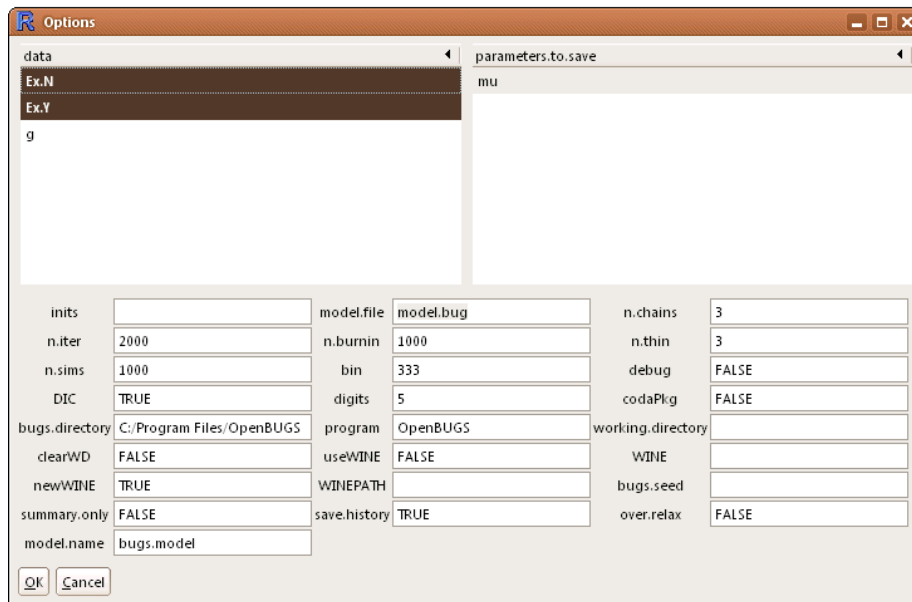 Options
data parameters.to.save
Ex.N mu
Ex.Y
g
inits model.file model.bug n.chains 3
n.iter 2000 n.burnin 1000 n.thin 3
n.sims 1000 bin 333 debug FALSE
DIC TRUE digits 5 codaPkg FALSE
bugs.directory C:/Program Files/OpenBUGS program OpenBUGS working.directory
clearWD FALSE useWINE FALSE WINE
newWINE TRUE WINEPATH bugs.seed
summary.only FALSE save.history TRUE over.relax FALSE
model.name bugs.model
OK Cancel